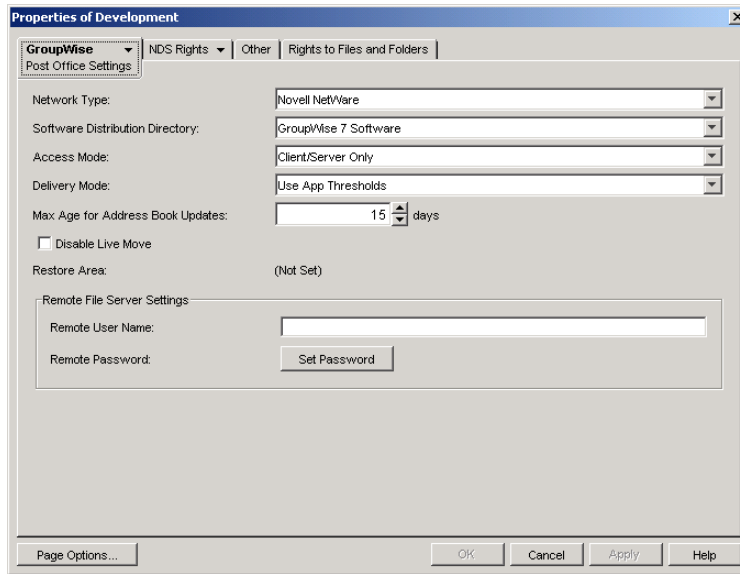 Properties of Development
GroupWise NDS Rights Other Rights to Files and Folders
Post Office Settings
Network Type: Novell NetWare
Software Distribution Directory: GroupWise 7 Software
Access Mode: Client/Server Only
Delivery Mode: Use App Thresholds
Max Age for Address Book Updates: 15 days
Disable Live Move
Restore Area: (Not Set)
Remote File Server Settings
Remote User Name:
Remote Password: Set Password
Page Options... OK Cancel Apply Help